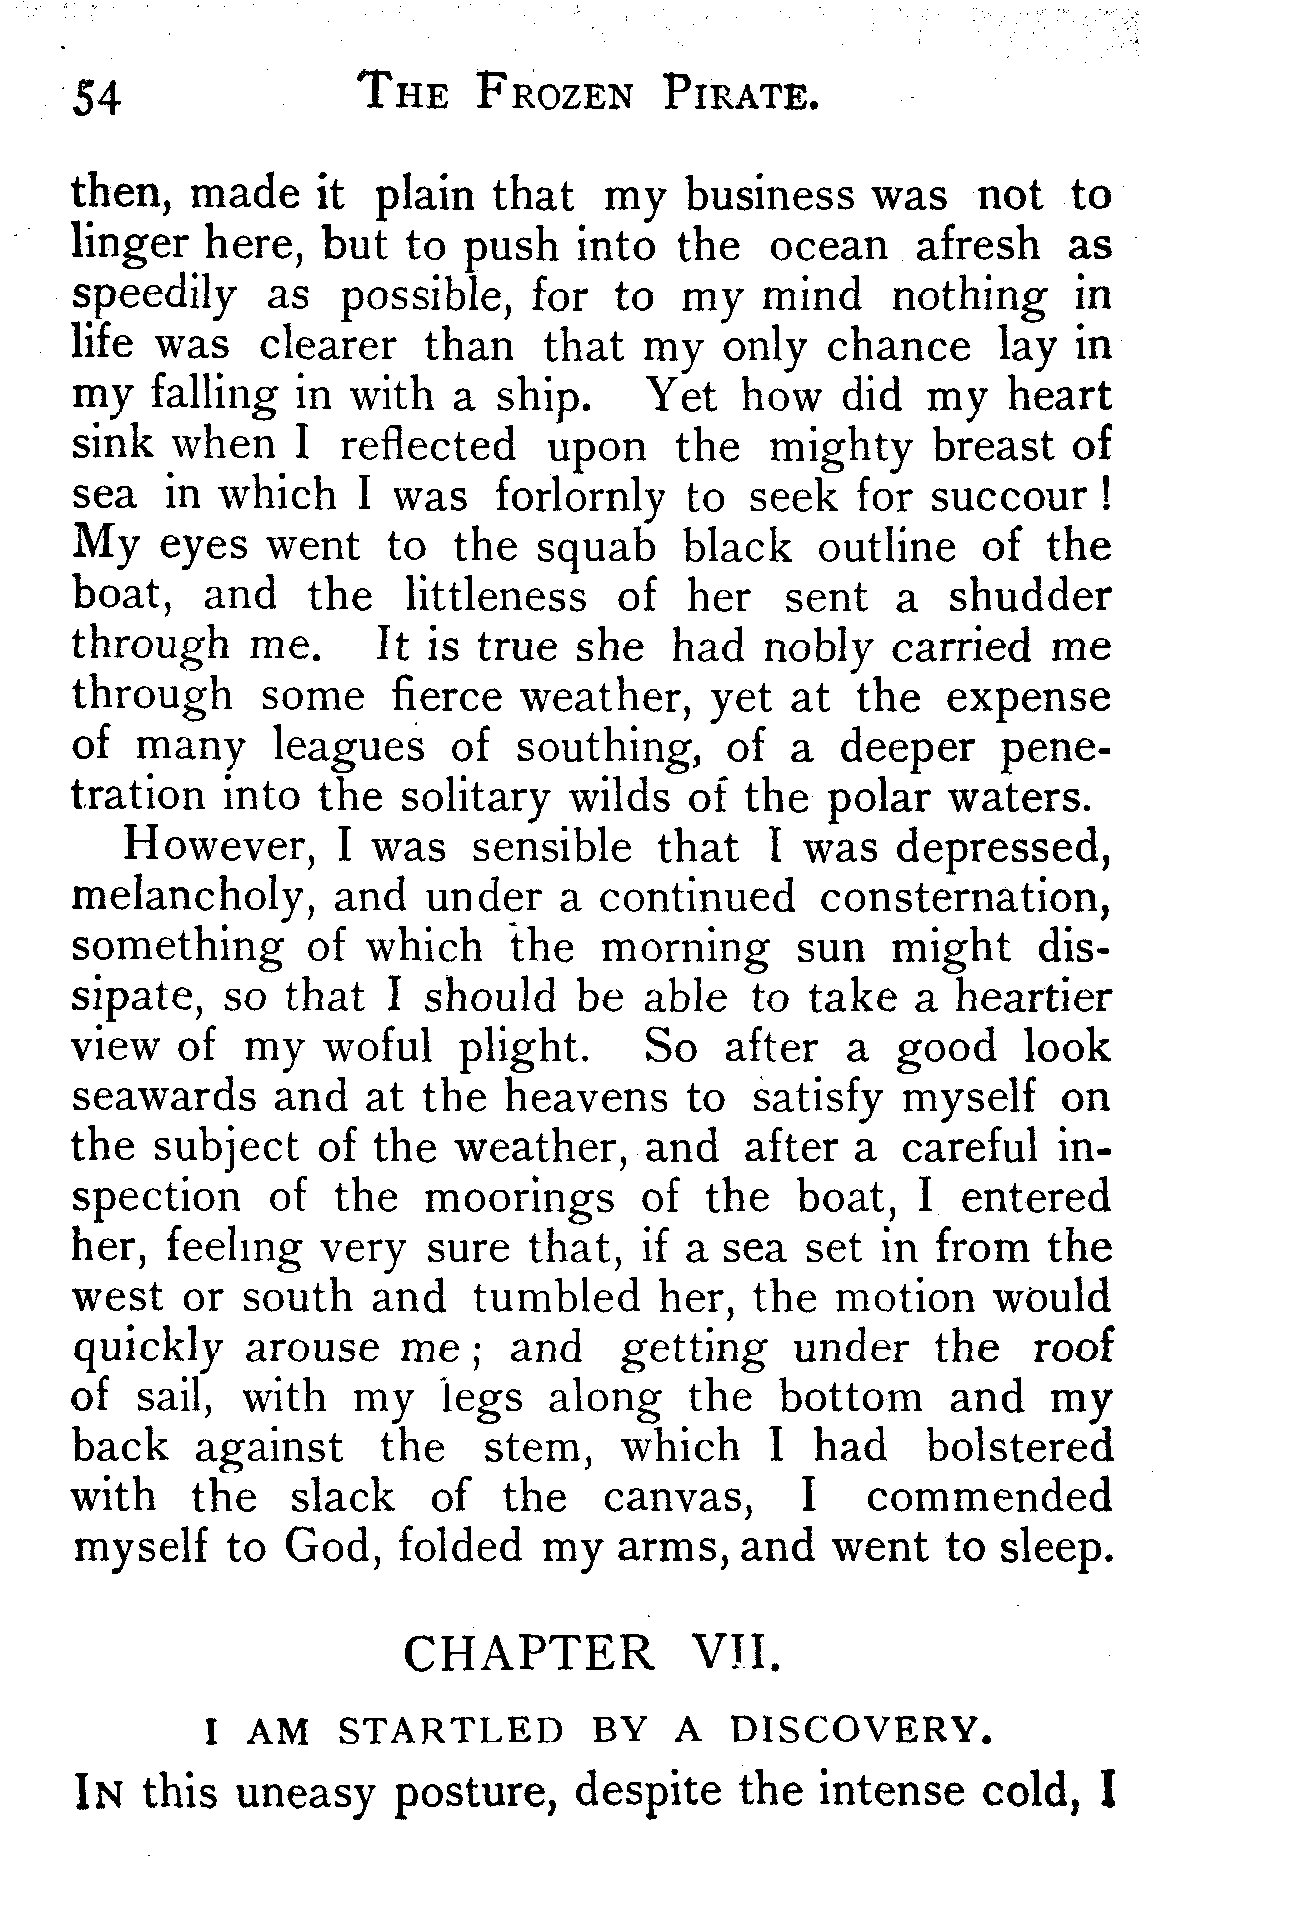 54 THE FROZEN PIRATE.
then, made it plain that my business was not to
linger here, but to push into the ocean afresh as
speedily as possible, for to my mind nothing in
life was clearer than that my only chance lay in
my falling in with a ship. Yet how did my heart
sink when I reflected upon the mighty breast of
sea in which I was forlornly to seek for succour !
My eyes went to the squab black outline of the
boat, and the littleness of her sent a shudder
through me. It is true she had nobly carried me
through some fierce weather, yet at the expense
of many leagues of southing, of a deeper pene-
tration into the solitary wilds of the polar waters.
However, I was sensible that I was depressed,
melancholy, and under a continued consternation,
something of which the morning sun might dis-
sipate, so that I should be able to take a heartier
view of my woful plight. So after a good look
seawards and at the heavens to satisfy myself on
the subject of the weather, and after a careful in-
spection of the moorings of the boat, I entered
her, feeling very sure that, if a sea set in from the
west or south and tumbled her, the motion would
quickly arouse me ; and getting under the roof
of sail, with my legs along the bottom and my
back against the stem, which I had bolstered
with the slack of the canvas, I commended
myself to God, folded my arms, and went to sleep.
CHAPTER VII.
I AM STARTLED BY A DISCOVERY.
IN this uneasy posture, despite the intense cold, I